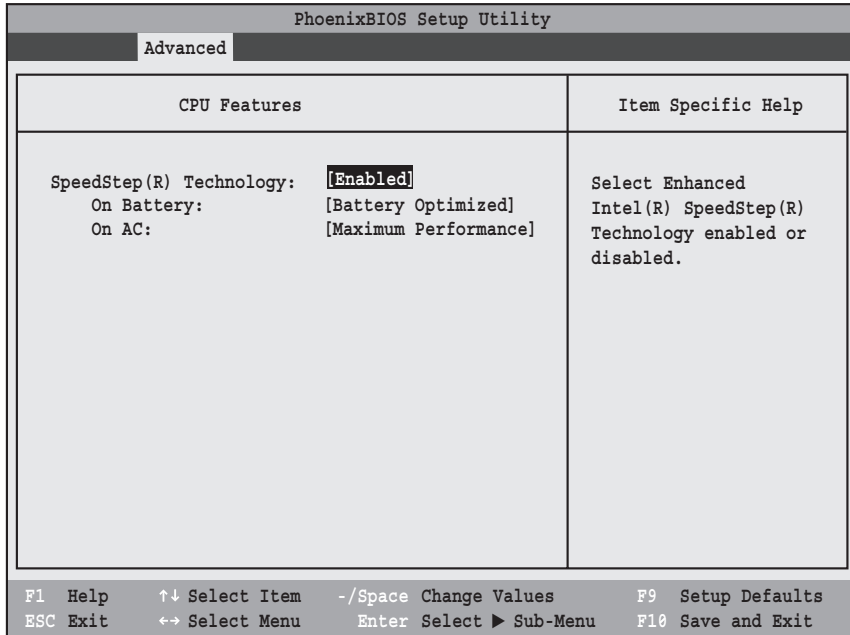 PhoenixBIOS Setup Utility
Advanced
CPU Features
Item Specific Help
SpeedStep(R) Technology: [Enabled]
On Battery: [Battery Optimized]
On AC: [Maximum Performance]
Select Enhanced
Intel(R) SpeedStep(R)
Technology enabled or
disabled.
F1 Help ↑↓ Select Item -/Space Change Values F9 Setup Defaults
ESC Exit ←→ Select Menu Enter Select ▶ Sub-Menu F10 Save and Exit